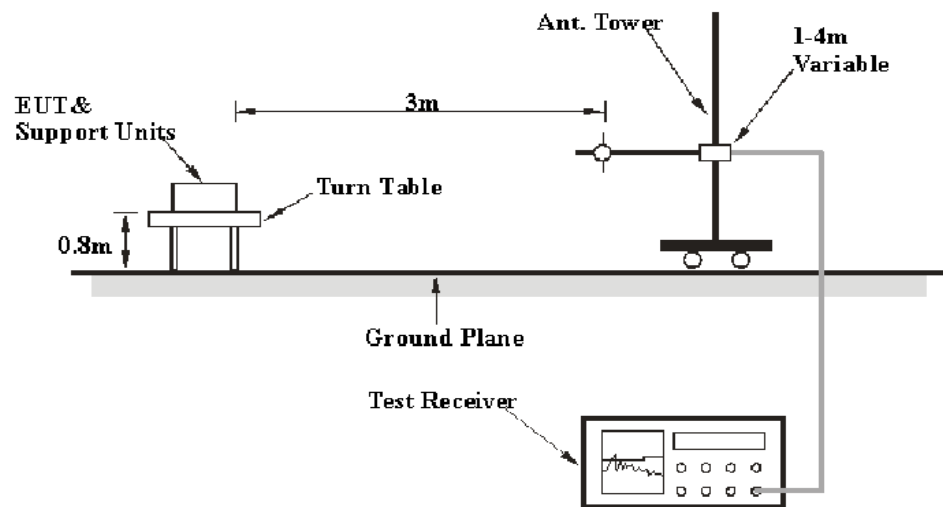 Ant. Tower
1-4m
Variable
3m
EUT&
Support Units
Turn Table
0.8m
Ground Plane
Test Receiver